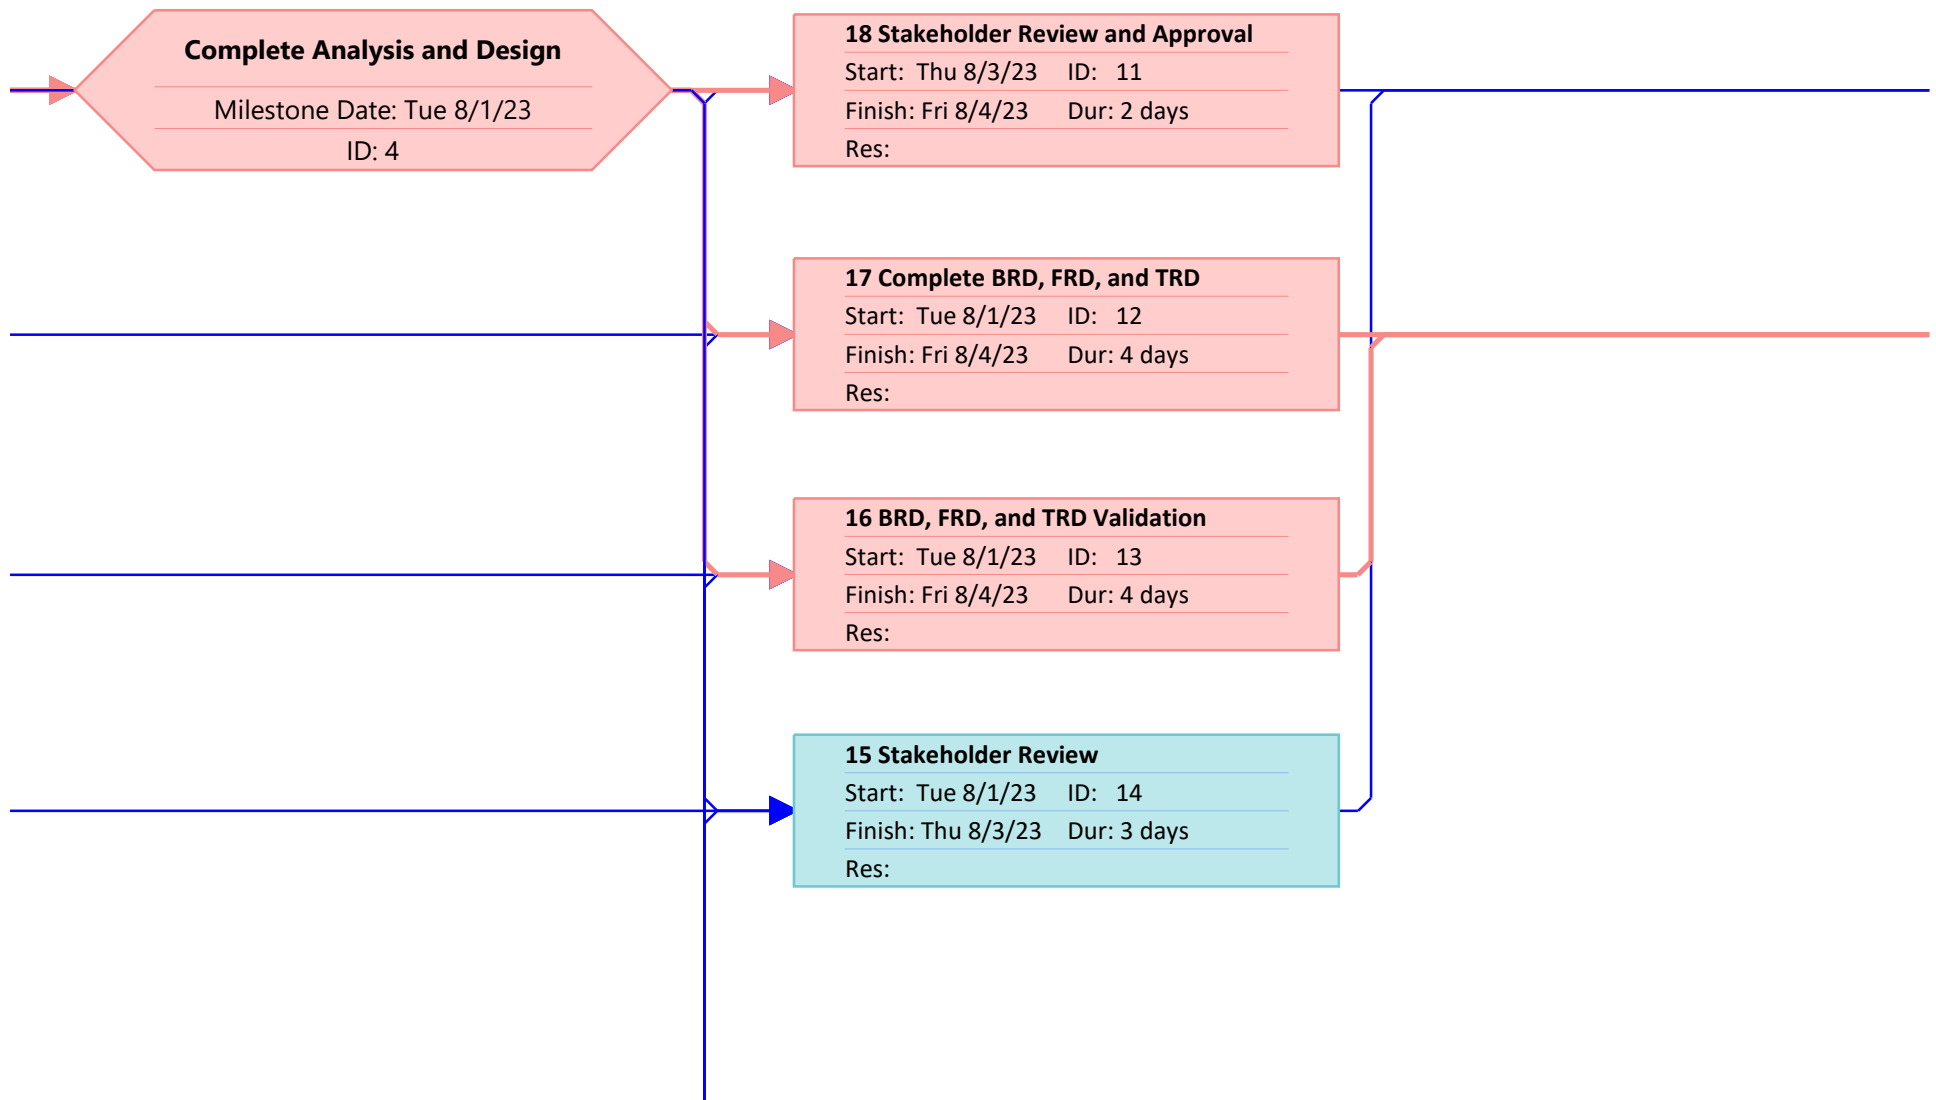 Complete Analysis and Design
Milestone Date: Tue 8/1/23
ID: 4
18 Stakeholder Review and Approval
Start: Thu 8/3/23 ID: 11
Finish: Fri 8/4/23 Dur: 2 days
Res:
17 Complete BRD, FRD, and TRD
Start: Tue 8/1/23 ID: 12
Finish: Fri 8/4/23 Dur: 4 days
Res:
16 BRD, FRD, and TRD Validation
Start: Tue 8/1/23 ID: 13
Finish: Fri 8/4/23 Dur: 4 days
Res:
15 Stakeholder Review
Start: Tue 8/1/23 ID: 14
Finish: Thu 8/3/23 Dur: 3 days
Res: